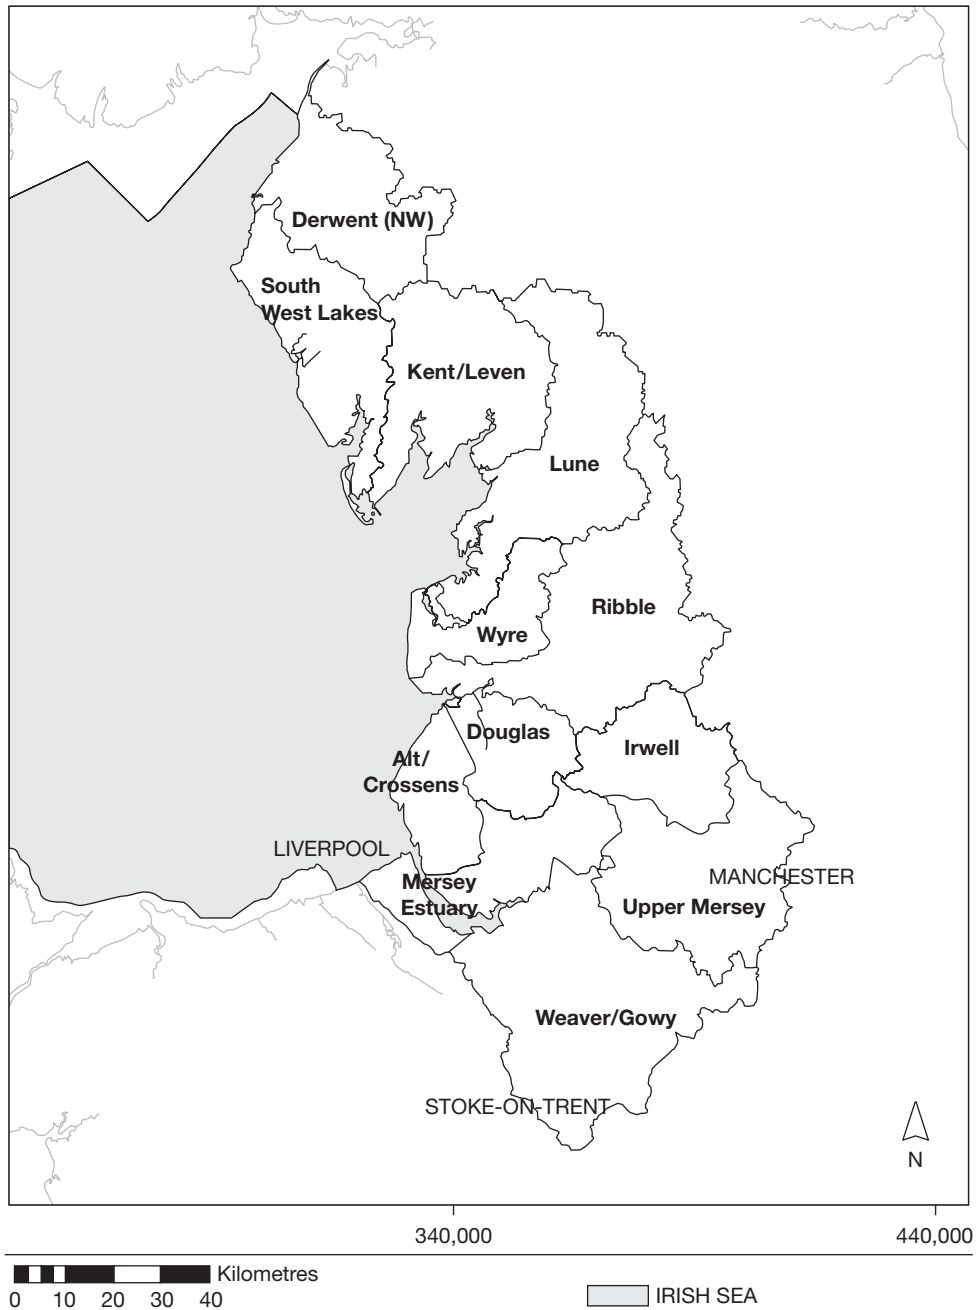 Derwent (NW)
South
West Lakes
Kent/Leven
Lune
Ribble
Wyre
Douglas
Irwell
Alt/
Crossens
LIVERPOOL
Mersey
Estuary
MANCHESTER
Upper Mersey
Weaver/Gowy
STOKE-ON-TRENT
N
340,000
440,000
Kilometres
0 10 20 30 40
IRISH SEA